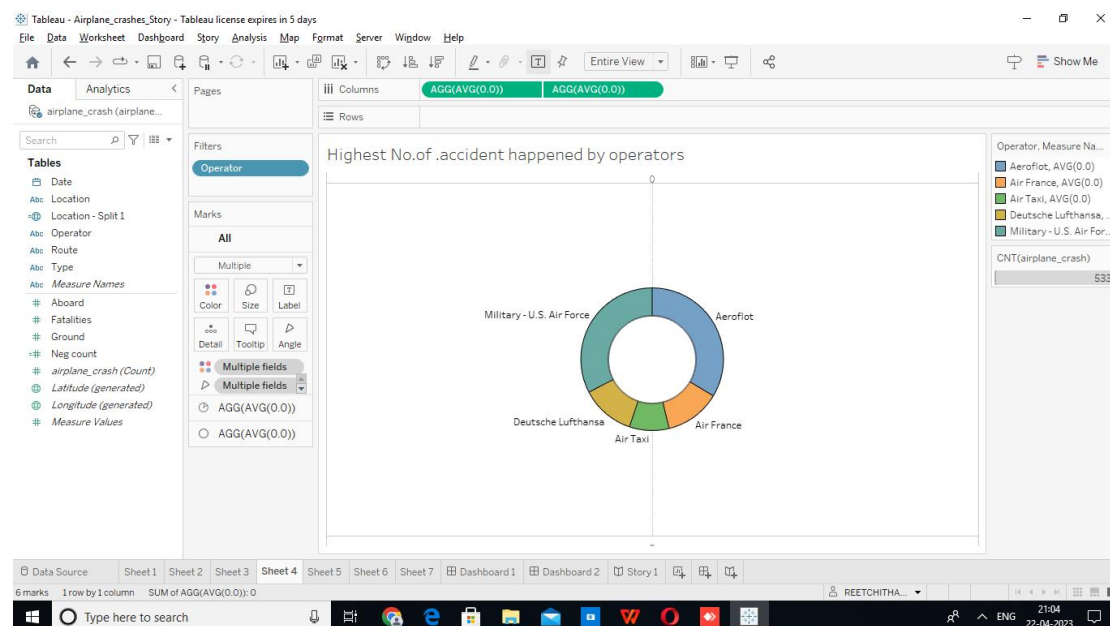 Tableau - Airplane_crashes_Story - Tableau license expires in 5 days
File Data Worksheet Dashboard Story Analysis Map Format Server Window Help
Entire View
Show Me
Data Analytics
airplane_crash (airplane...
Search
Tables
Date
Abc Location
Location - Split 1
Abc Operator
Abc Route
Abc Type
Abc Measure Names
# Aboard
# Fatalities
# Ground
=# Neg count
# airplane_crash (Count)
Latitude (generated)
Longitude (generated)
# Measure Values
Pages
Filters
Operator
Marks
All
Multiple
Color Size Label
Detail Tooltip Angle
Multiple fields
Multiple fields
AGG(AVG(0.0))
AGG(AVG(0.0))
Columns AGG(AVG(0.0)) AGG(AVG(0.0))
Rows
Highest No.of .accident happened by operators
0
Military - U.S. Air Force
Aeroflot
Deutsche Lufthansa
Air France
Air Taxi
Operator, Measure Na...
Aeroflot, AVG(0.0)
Air France, AVG(0.0)
Air Taxi, AVG(0.0)
Deutsche Lufthansa, ..
Military - U.S. Air For..
CNT(airplane_crash)
533
Data Source Sheet 1 Sheet 2 Sheet 3 Sheet 4 Sheet 5 Sheet 6 Sheet 7 Dashboard 1 Dashboard 2 Story 1
6 marks 1 row by 1 column SUM of AGG(AVG(0.0)): 0
REETCHITHA...
Type here to search
ENG
21:04
22-04-2023